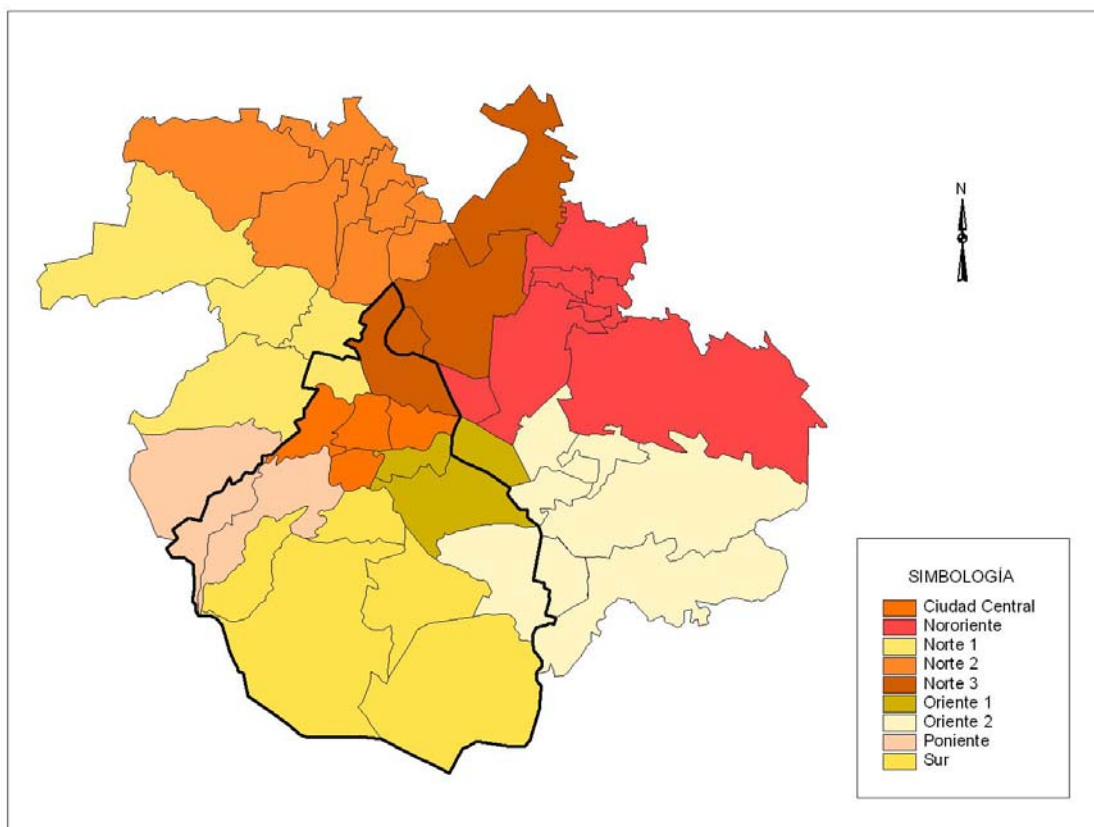 N
SIMBOLOGÍA
Ciudad Central
Nororiente
Norte 1
Norte 2
Norte 3
Oriente 1
Oriente 2
Poniente
Sur